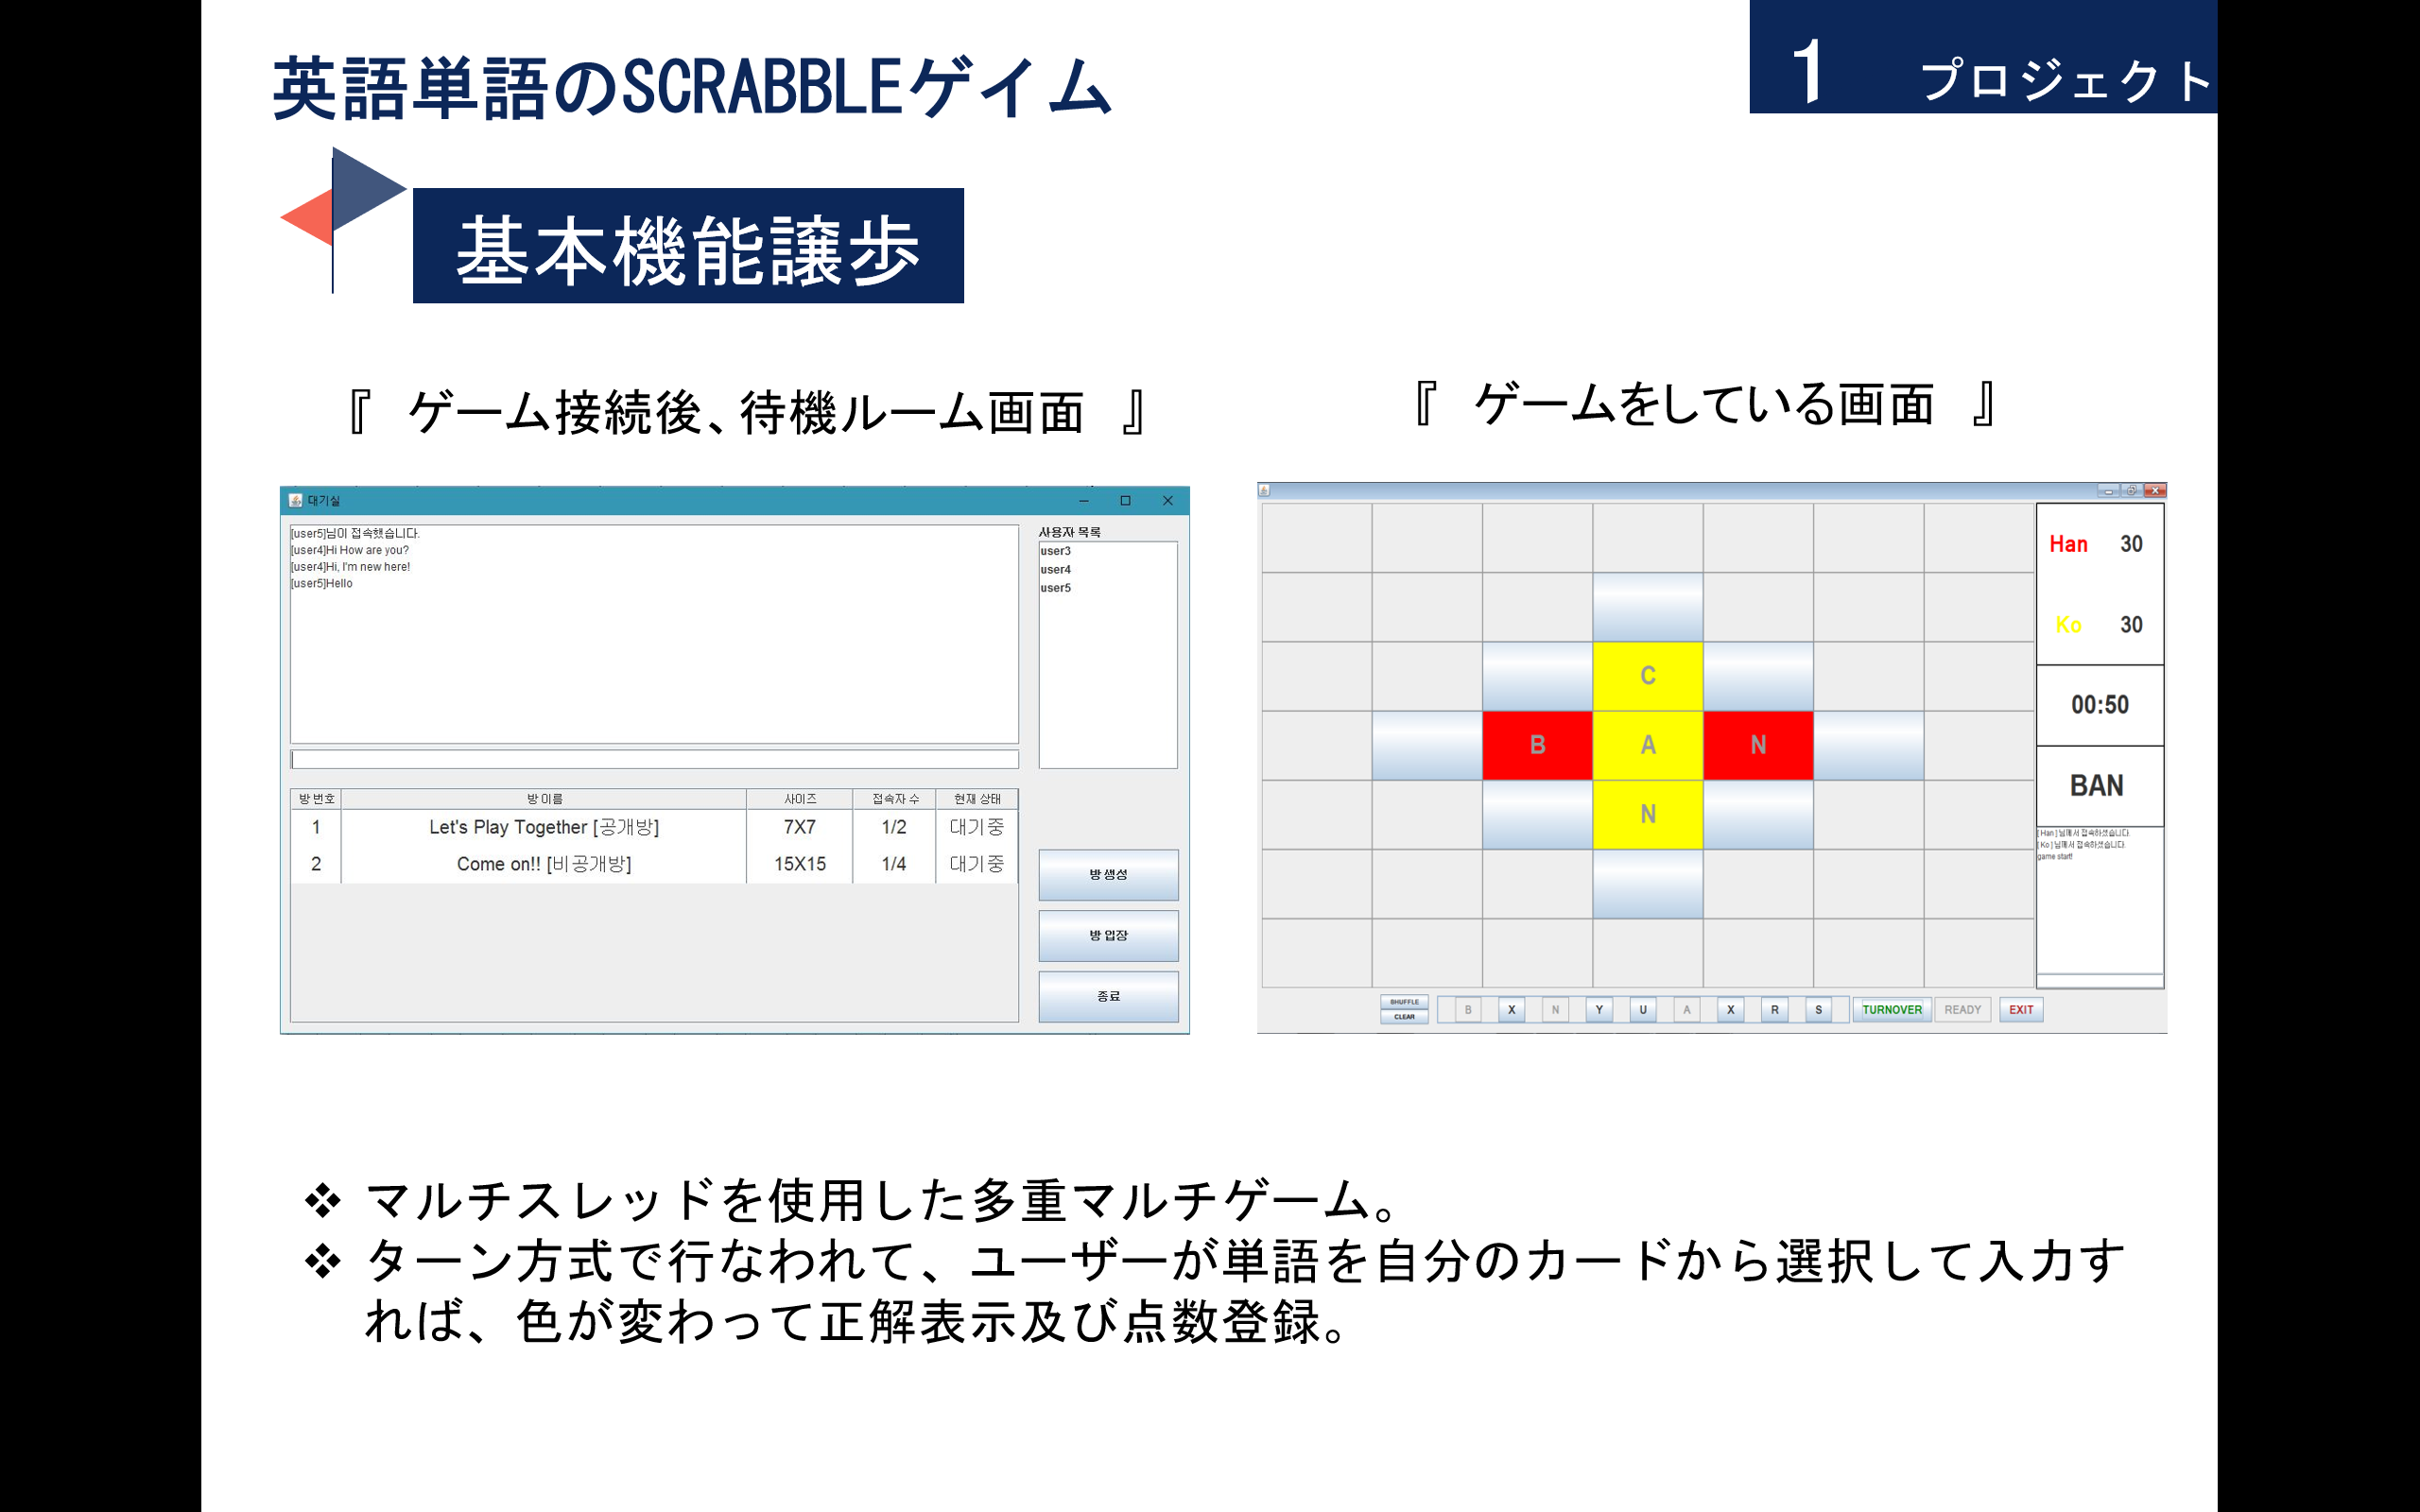 英語単語のSCRABBLEゲイム
1 プロジェクト
基本機能譲歩
『 ゲーム接続後、待機ルーム画面 』
『 ゲームをしている画面 』
대기실
[user5]님이 접속했습니다.
[user4]Hi How are you?
[user4]Hi, I'm new here!
[user5]Hello
사용자 목록
user3
user4
user5
방 번호 방 이름 사이즈 접속자 수 현재 상태
1 Let's Play Together [공개방] 7X7 1/2 대기중
2 Come on!! [비공개방] 15X15 1/4 대기중
방 생성
방 입장
종료
Han 30
Ko 30
00:50
BAN
[ Han ] 님께서 접속하셨습니다.
[ Ko ] 님께서 접속하셨습니다.
game start!
C
B A N
N
SHUFFLE
CLEAR
B X N Y U A X R S TURNOVER READY EXIT
❖ マルチスレッドを使用した多重マルチゲーム。
❖ ターン方式で行なわれて、ユーザーが単語を自分のカードから選択して入力す
れば、色が変わって正解表示及び点数登録。